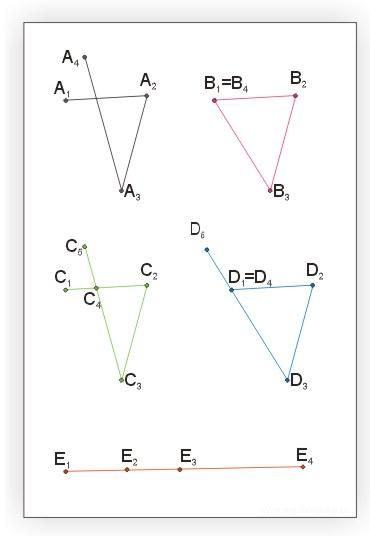 A₄
A₁ A₂ B₁=B₄ B₂
A₃ B₃
D₅
C₅
C₁ C₂ D₁=D₄ D₂
C₄
C₃ D₃
E₁ E₂ E₃ E₄